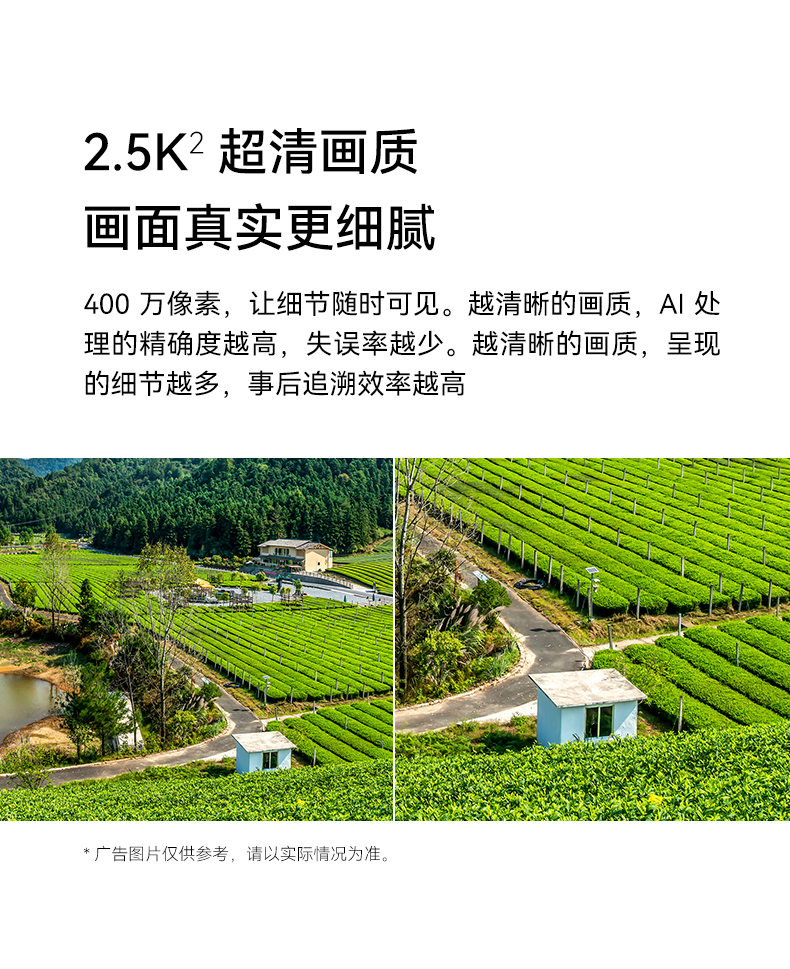 2.5K² 超清画质
画面真实更细腻
400 万像素，让细节随时可见。越清晰的画质，AI 处
理的精确度越高，失误率越少。越清晰的画质，呈现
的细节越多，事后追溯效率越高
* 广告图片仅供参考，请以实际情况为准。